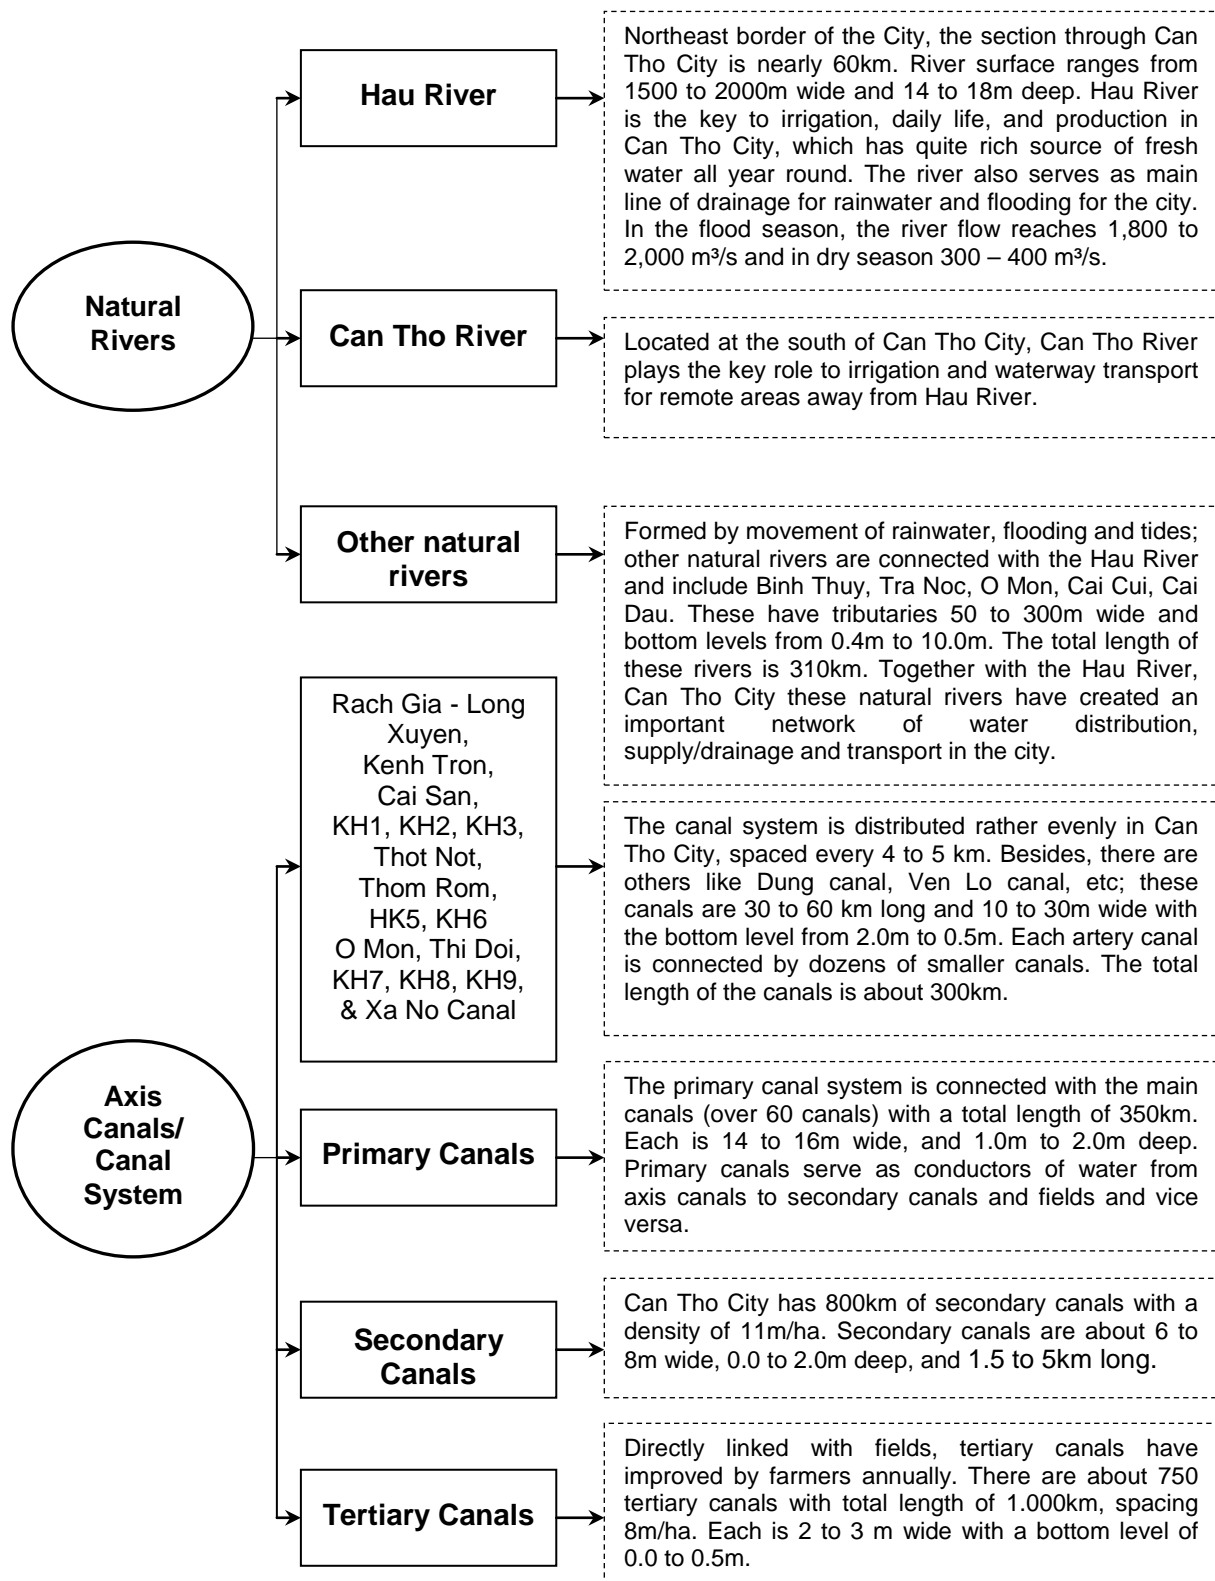 Natural
Rivers
Hau River
Northeast border of the City, the section through Can
Tho City is nearly 60km. River surface ranges from
1500 to 2000m wide and 14 to 18m deep. Hau River
is the key to irrigation, daily life, and production in
Can Tho City, which has quite rich source of fresh
water all year round. The river also serves as main
line of drainage for rainwater and flooding for the city.
In the flood season, the river flow reaches 1,800 to
2,000 m³/s and in dry season 300 – 400 m³/s.
Can Tho River
Located at the south of Can Tho City, Can Tho River
plays the key role to irrigation and waterway transport
for remote areas away from Hau River.
Other natural
rivers
Formed by movement of rainwater, flooding and tides;
other natural rivers are connected with the Hau River
and include Binh Thuy, Tra Noc, O Mon, Cai Cui, Cai
Dau. These have tributaries 50 to 300m wide and
bottom levels from 0.4m to 10.0m. The total length of
these rivers is 310km. Together with the Hau River,
Can Tho City these natural rivers have created an
important network of water distribution,
supply/drainage and transport in the city.
Axis
Canals/
Canal
System
Rach Gia - Long
Xuyen,
Kenh Tron,
Cai San,
KH1, KH2, KH3,
Thot Not,
Thom Rom,
HK5, KH6
O Mon, Thi Doi,
KH7, KH8, KH9,
& Xa No Canal
The canal system is distributed rather evenly in Can
Tho City, spaced every 4 to 5 km. Besides, there are
others like Dung canal, Ven Lo canal, etc; these
canals are 30 to 60 km long and 10 to 30m wide with
the bottom level from 2.0m to 0.5m. Each artery canal
is connected by dozens of smaller canals. The total
length of the canals is about 300km.
Primary Canals
The primary canal system is connected with the main
canals (over 60 canals) with a total length of 350km.
Each is 14 to 16m wide, and 1.0m to 2.0m deep.
Primary canals serve as conductors of water from
axis canals to secondary canals and fields and vice
versa.
Secondary
Canals
Can Tho City has 800km of secondary canals with a
density of 11m/ha. Secondary canals are about 6 to
8m wide, 0.0 to 2.0m deep, and 1.5 to 5km long.
Tertiary Canals
Directly linked with fields, tertiary canals have
improved by farmers annually. There are about 750
tertiary canals with total length of 1.000km, spacing
8m/ha. Each is 2 to 3 m wide with a bottom level of
0.0 to 0.5m.